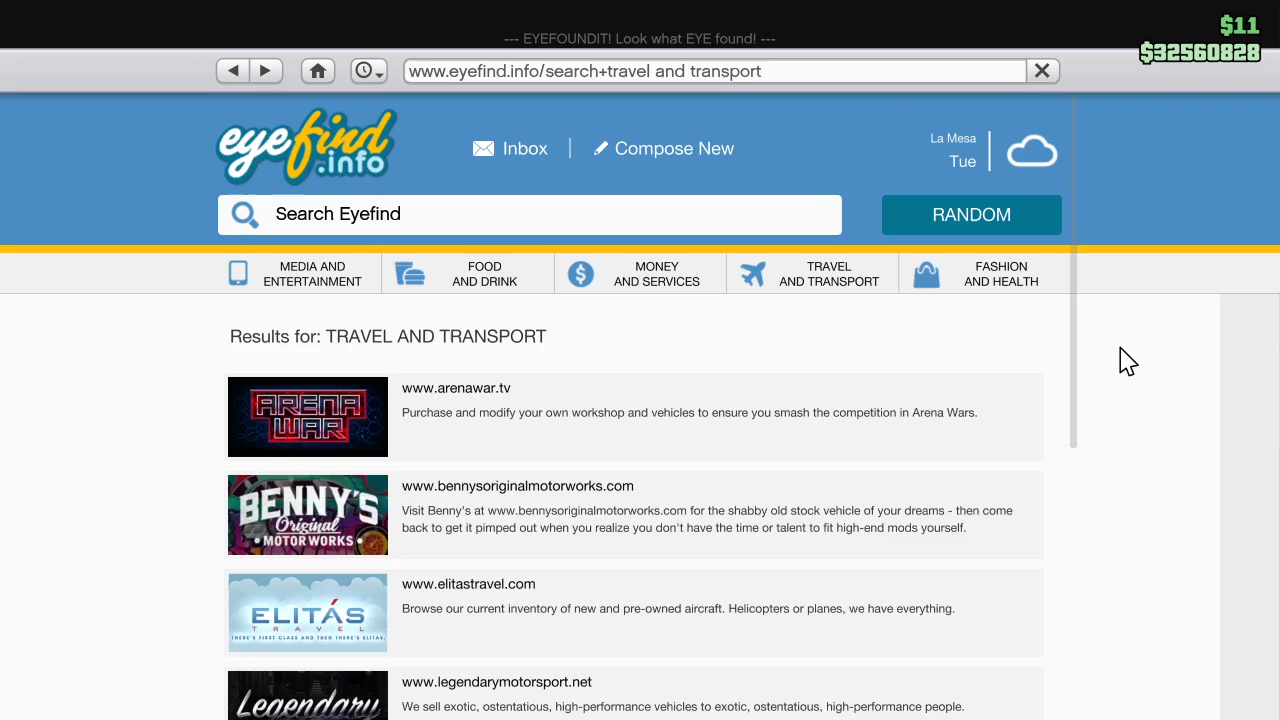 $11
--- EYEFOUNDIT! Look what EYE found! ---
$32560828
www.eyefind.info/search+travel and transport
eyefind
.info
Inbox
Compose New
La Mesa
Tue
Search Eyefind
RANDOM
MEDIA AND
ENTERTAINMENT
FOOD
AND DRINK
MONEY
AND SERVICES
TRAVEL
AND TRANSPORT
FASHION
AND HEALTH
Results for: TRAVEL AND TRANSPORT
ARENA
WAR
www.arenawar.tv
Purchase and modify your own workshop and vehicles to ensure you smash the competition in Arena Wars.
BENNY'S
Original
MOTOR WORKS
www.bennysoriginalmotorworks.com
Visit Benny's at www.bennysoriginalmotorworks.com for the shabby old stock vehicle of your dreams - then come
back to get it pimped out when you realize you don't have the time or talent to fit high-end mods yourself.
ELITÁS
TRAVEL
THERE'S FIRST CLASS AND THEN THERE'S ELITAS.
www.elitastravel.com
Browse our current inventory of new and pre-owned aircraft. Helicopters or planes, we have everything.
Legendary
www.legendarymotorsport.net
We sell exotic, ostentatious, high-performance vehicles to exotic, ostentatious, high-performance people.